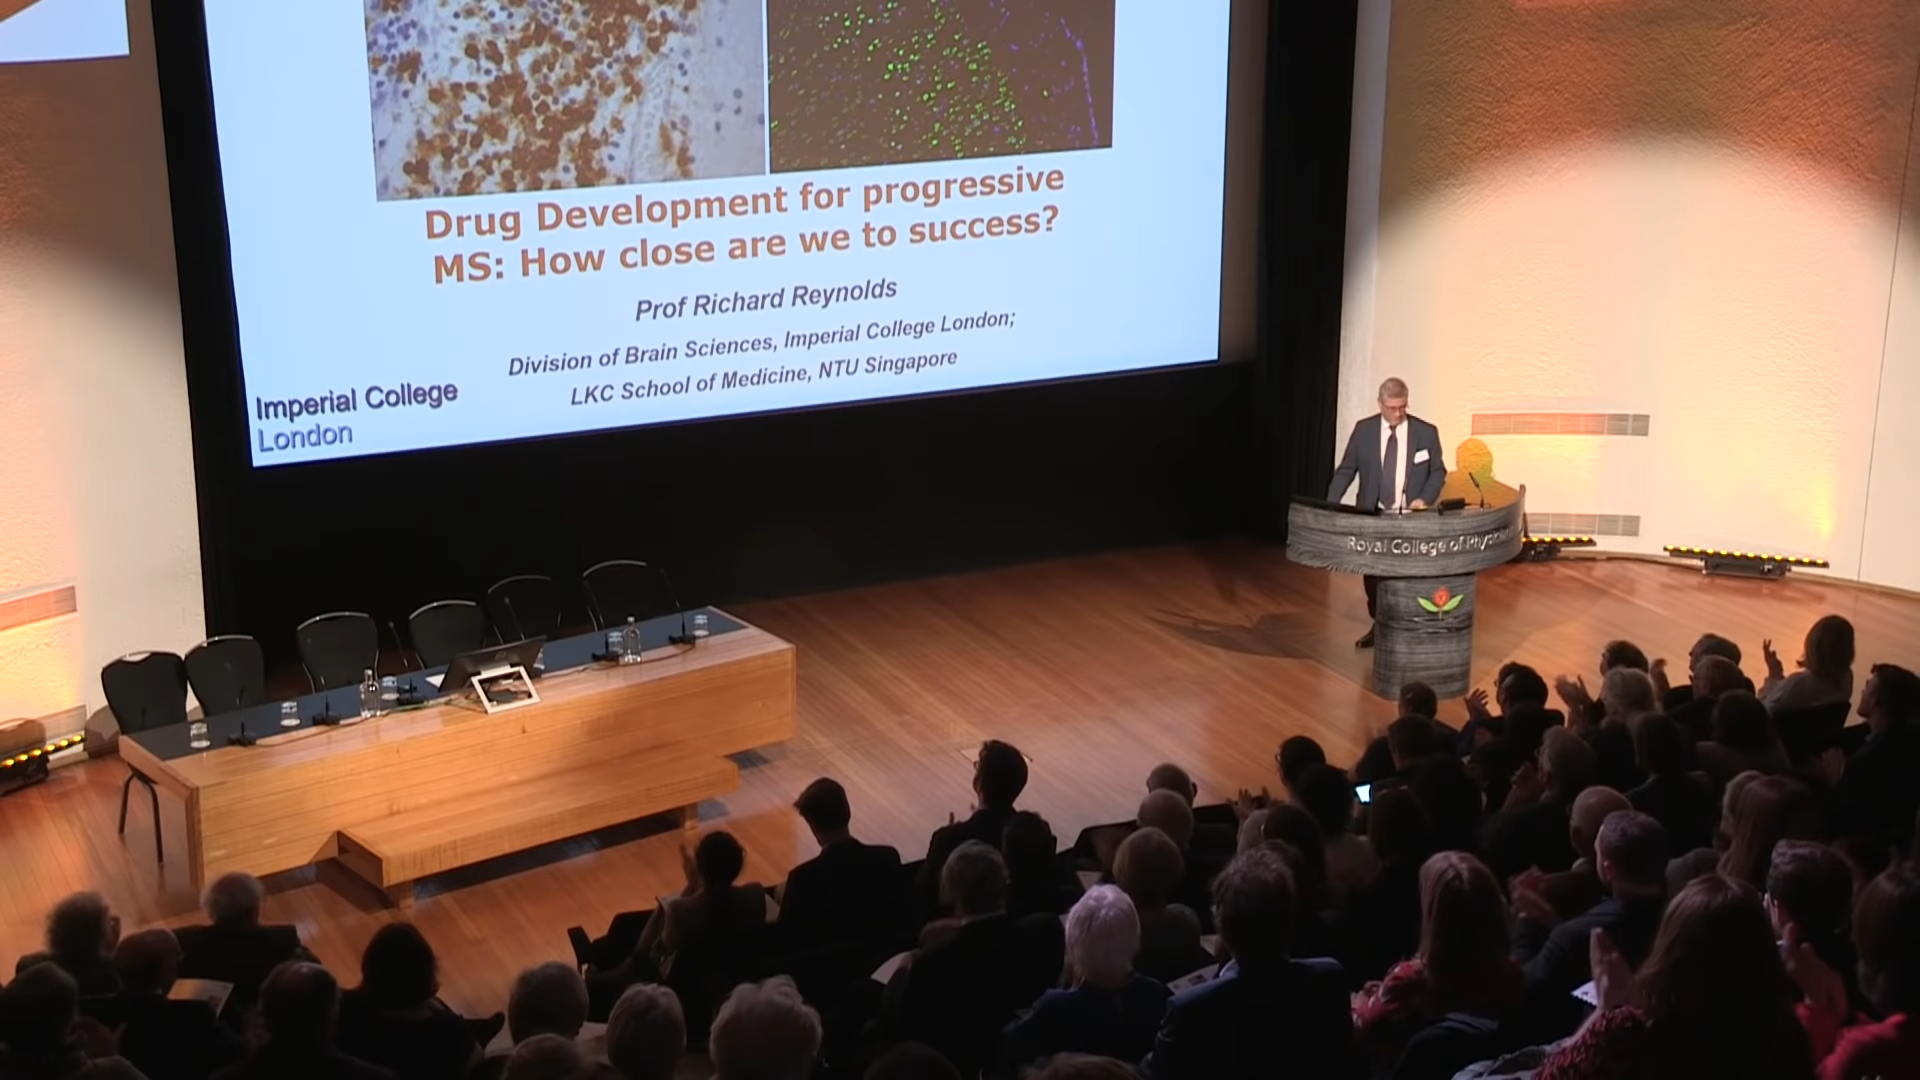 Drug Development for progressive
MS: How close are we to success?
Prof Richard Reynolds
Division of Brain Sciences, Imperial College London;
LKC School of Medicine, NTU Singapore
Imperial College
London
Royal College of